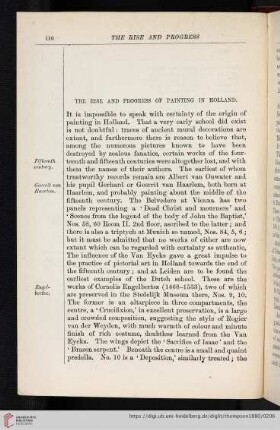 116 THE RISE AND PROGRESS
THE RISE AND PROGRESS OF PAINTING IN HOLLAND.
It is impossible to speak with certainty of the origin of
painting in Holland. That a very early school did exist
is not doubtful: traces of ancient mural decorations are
extant, and furthermore there is reason to believe that,
among the numerous pictures known to have been
destroyed by zealous fanatics, certain works of the four-
Fifteenth
century.
teenth and fifteenth centuries were altogether lost, and with
them the names of their authors. The earliest of whom
trustworthy records remain are Albert van Ouwater and
Gerrit van
Haarlem.
his pupil Gerhard or Gerrit van Haarlem, both born at
Haarlem, and probably painting about the middle of the
fifteenth century. The Belvedere at Vienna has two
panels representing a 'Dead Christ and mourners' and
'Scenes from the legend of the body of John the Baptist,'
Nos. 58, 60 Room II. 2nd floor, ascribed to the latter; and
there is also a triptych at Munich so named, Nos. 84, 5, 6;
but it must be admitted that no works of either are now
extant which can be regarded with certainty as authentic.
The influence of the Van Eycks gave a great impulse to
the practice of pictorial art in Holland towards the end of
the fifteenth century; and at Leiden are to be found the
earliest examples of the Dutch school. These are the
Engel-
bertsz.
works of Cornelis Engelbertsz (1468-1533), two of which
are preserved in the Stedelijk Museum there, Nos. 9, 10.
The former is an altarpiece in three compartments, the
centre, a 'Crucifixion,' in excellent preservation, is a large
and crowded composition, suggesting the style of Rogier
van der Weyden, with much warmth of colour and minute
finish of rich costume, doubtless learned from the Van
Eycks. The wings depict the 'Sacrifice of Isaac' and the
'Brazen serpent.' Beneath the centre is a small and quaint
predella. No. 10 is a 'Deposition,' similarly treated; the
https://digi.ub.uni-heidelberg.de/diglit/thompson1880/0206